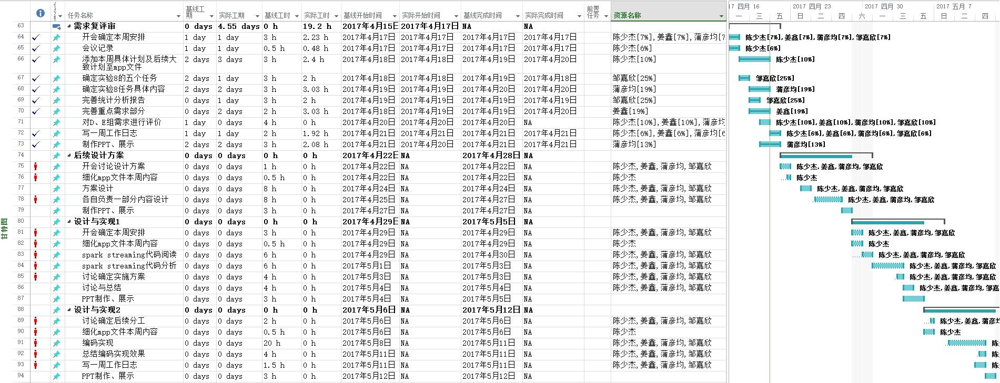 任务名称 基线工期 实际工期 基线工时 实际工时 基线开始时间 实际开始时间 基线完成时间 实际完成时间 前置任务 资源名称
17 四月 16 2017 四月 23 2017 四月 30 2017 五月 7
一 三 五 日 二 四 六 一 三 五 日 二 四
63 需求复评审 0 days 4.55 days 0 h 19.2 h 2017年4月15日 2017年4月17日 NA NA
64 开会确定本周安排 1 day 1 day 3 h 2.23 h 2017年4月17日 2017年4月17日 2017年4月17日 2017年4月17日 陈少杰[7%],姜鑫[7%],蒲彦均[7 陈少杰[7%],姜鑫[7%],蒲彦均[7%],邹嘉欣[7%]
65 会议记录 1 day 1 day 0.5 h 0.48 h 2017年4月17日 2017年4月17日 2017年4月17日 2017年4月17日 陈少杰[6%] 陈少杰[6%]
66 添加本周具体计划及后续大致计划至mpp文件 2 days 3 days 3 h 2.4 h 2017年4月18日 2017年4月18日 2017年4月19日 2017年4月20日 陈少杰[10%] 陈少杰[10%]
67 确定实验8的五个任务 2 days 1 day 3 h 2 h 2017年4月18日 2017年4月18日 2017年4月19日 2017年4月18日 邹嘉欣[25%] 邹嘉欣[25%]
68 确定实验8任务具体内容 2 days 2 days 3 h 3.03 h 2017年4月19日 2017年4月19日 2017年4月20日 2017年4月20日 蒲彦均[19%] 蒲彦均[19%]
69 完善统计分析报告 0 days 1 day 3 h 2 h 2017年4月19日 2017年4月19日 2017年4月19日 2017年4月19日 邹嘉欣[25%] 邹嘉欣[25%]
70 完善重点需求部分 0 days 2 days 2 h 3.03 h 2017年4月18日 2017年4月19日 2017年4月19日 2017年4月20日 姜鑫[19%] 姜鑫[19%]
71 对D、E组需求进行评价 1 day 0 days 4 h 0 h 2017年4月20日 2017年4月20日 2017年4月20日 NA 陈少杰[10%],姜鑫[10%],蒲彦 陈少杰[10%],姜鑫[10%],蒲彦均[10%],邹嘉欣[10%]
72 写一周工作日志 1 day 1 day 2 h 1.92 h 2017年4月21日 2017年4月21日 2017年4月21日 2017年4月21日 陈少杰[6%],姜鑫[6%],蒲彦均[6 陈少杰[6%],姜鑫[6%],蒲彦均[6%],邹嘉欣[6%]
73 制作PPT、展示 2 days 2 days 3 h 2.08 h 2017年4月21日 2017年4月20日 2017年4月21日 2017年4月21日 蒲彦均[13%] 蒲彦均[13%]
74 后续设计方案 0 days 0 days 0 h 0 h 2017年4月22日 NA 2017年4月28日 NA
75 开会讨论设计方案 0 days 0 days 1 h 0 h 2017年4月22日 NA 2017年4月22日 NA 陈少杰,姜鑫,蒲彦均,邹嘉欣 陈少杰,姜鑫,蒲彦均,邹嘉欣
76 细化mpp文件本周内容 0 days 0 days 0.5 h 0 h 2017年4月22日 NA 2017年4月22日 NA 陈少杰 陈少杰
77 方案设计 0 days 0 days 8 h 0 h 2017年4月24日 NA 2017年4月24日 NA 陈少杰,姜鑫,蒲彦均,邹嘉欣 陈少杰,姜鑫,蒲彦均,邹嘉欣
78 各自负责一部分内容设计 0 days 0 days 8 h 0 h 2017年4月25日 NA 2017年4月27日 NA 陈少杰,姜鑫,蒲彦均,邹嘉欣 陈少杰,姜鑫,蒲彦均,邹嘉欣
79 制作PPT、展示 0 days 0 days 3 h 0 h 2017年4月27日 NA 2017年4月27日 NA
甘特图
80 设计与实现1 0 days 0 days 0 h 0 h 2017年4月29日 NA 2017年5月5日 NA
81 开会确定本周安排 0 days 0 days 3 h 0 h 2017年4月29日 NA 2017年4月29日 NA 陈少杰,姜鑫,蒲彦均,邹嘉欣 陈少杰,姜鑫,蒲彦均,邹嘉欣
82 细化mpp文件本周内容 0 days 0 days 0.5 h 0 h 2017年4月29日 NA 2017年4月29日 NA 陈少杰 陈少杰
83 spark streaming代码阅读 0 days 0 days 6 h 0 h 2017年4月29日 NA 2017年4月30日 NA 陈少杰,姜鑫,蒲彦均,邹嘉欣 陈少杰,姜鑫,蒲彦均,邹嘉欣
84 spark streaming代码分析 0 days 0 days 6 h 0 h 2017年5月1日 NA 2017年5月3日 NA 陈少杰,姜鑫,蒲彦均,邹嘉欣 陈少杰,姜鑫,蒲彦均,邹嘉欣
85 讨论确定实施方案 0 days 0 days 4 h 0 h 2017年5月3日 NA 2017年5月3日 NA 陈少杰,姜鑫,蒲彦均,邹嘉欣 陈少杰,姜鑫,蒲彦均,邹嘉欣
86 讨论与总结 0 days 0 days 4 h 0 h 2017年5月4日 NA 2017年5月4日 NA 陈少杰,姜鑫,蒲彦均,邹嘉欣 陈少杰,姜鑫,蒲彦均,邹嘉
87 PPT制作、展示 0 days 0 days 3 h 0 h 2017年5月4日 NA 2017年5月5日 NA
88 设计与实现2 0 days 0 days 0 h 0 h 2017年5月6日 NA 2017年5月12日 NA
89 讨论确定后续分工 0 days 0 days 2 h 0 h 2017年5月6日 NA 2017年5月6日 NA 陈少杰,姜鑫,蒲彦均,邹嘉欣 陈少杰,姜鑫,蒲彦
90 细化mpp文件本周内容 0 days 0 days 0.5 h 0 h 2017年5月6日 NA 2017年5月6日 NA 陈少杰 陈少杰
91 编码实现 0 days 0 days 20 h 0 h 2017年5月8日 NA 2017年5月11日 NA 陈少杰,姜鑫,蒲彦均,邹嘉欣 陈
92 总结编码实现效果 0 days 0 days 4 h 0 h 2017年5月11日 NA 2017年5月11日 NA 陈少杰,姜鑫,蒲彦均,邹嘉欣 陈
93 写一周工作日志 0 days 0 days 1.5 h 0 h 2017年5月11日 NA 2017年5月11日 NA 陈少杰,姜鑫,蒲彦均,邹嘉欣 陈
94 PPT制作、展示 0 days 0 days 3 h 0 h 2017年5月12日 NA 2017年5月12日 NA